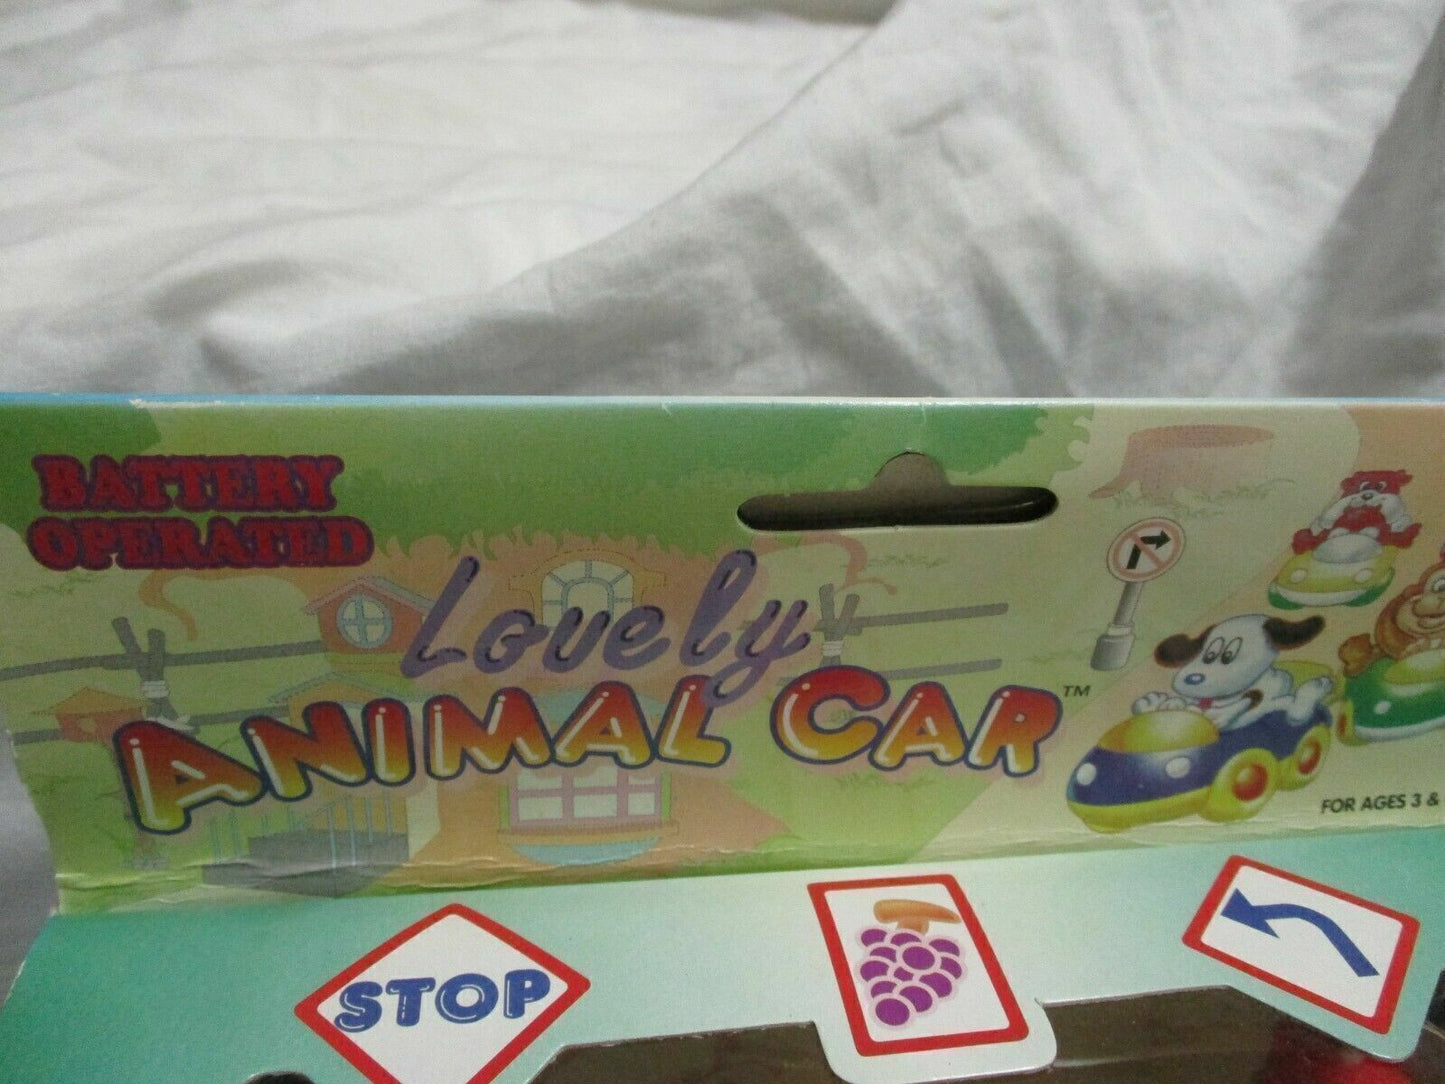 BATTERY
OPERATED
Lovely
ANIMAL CAR™
FOR AGES 3 &
STOP